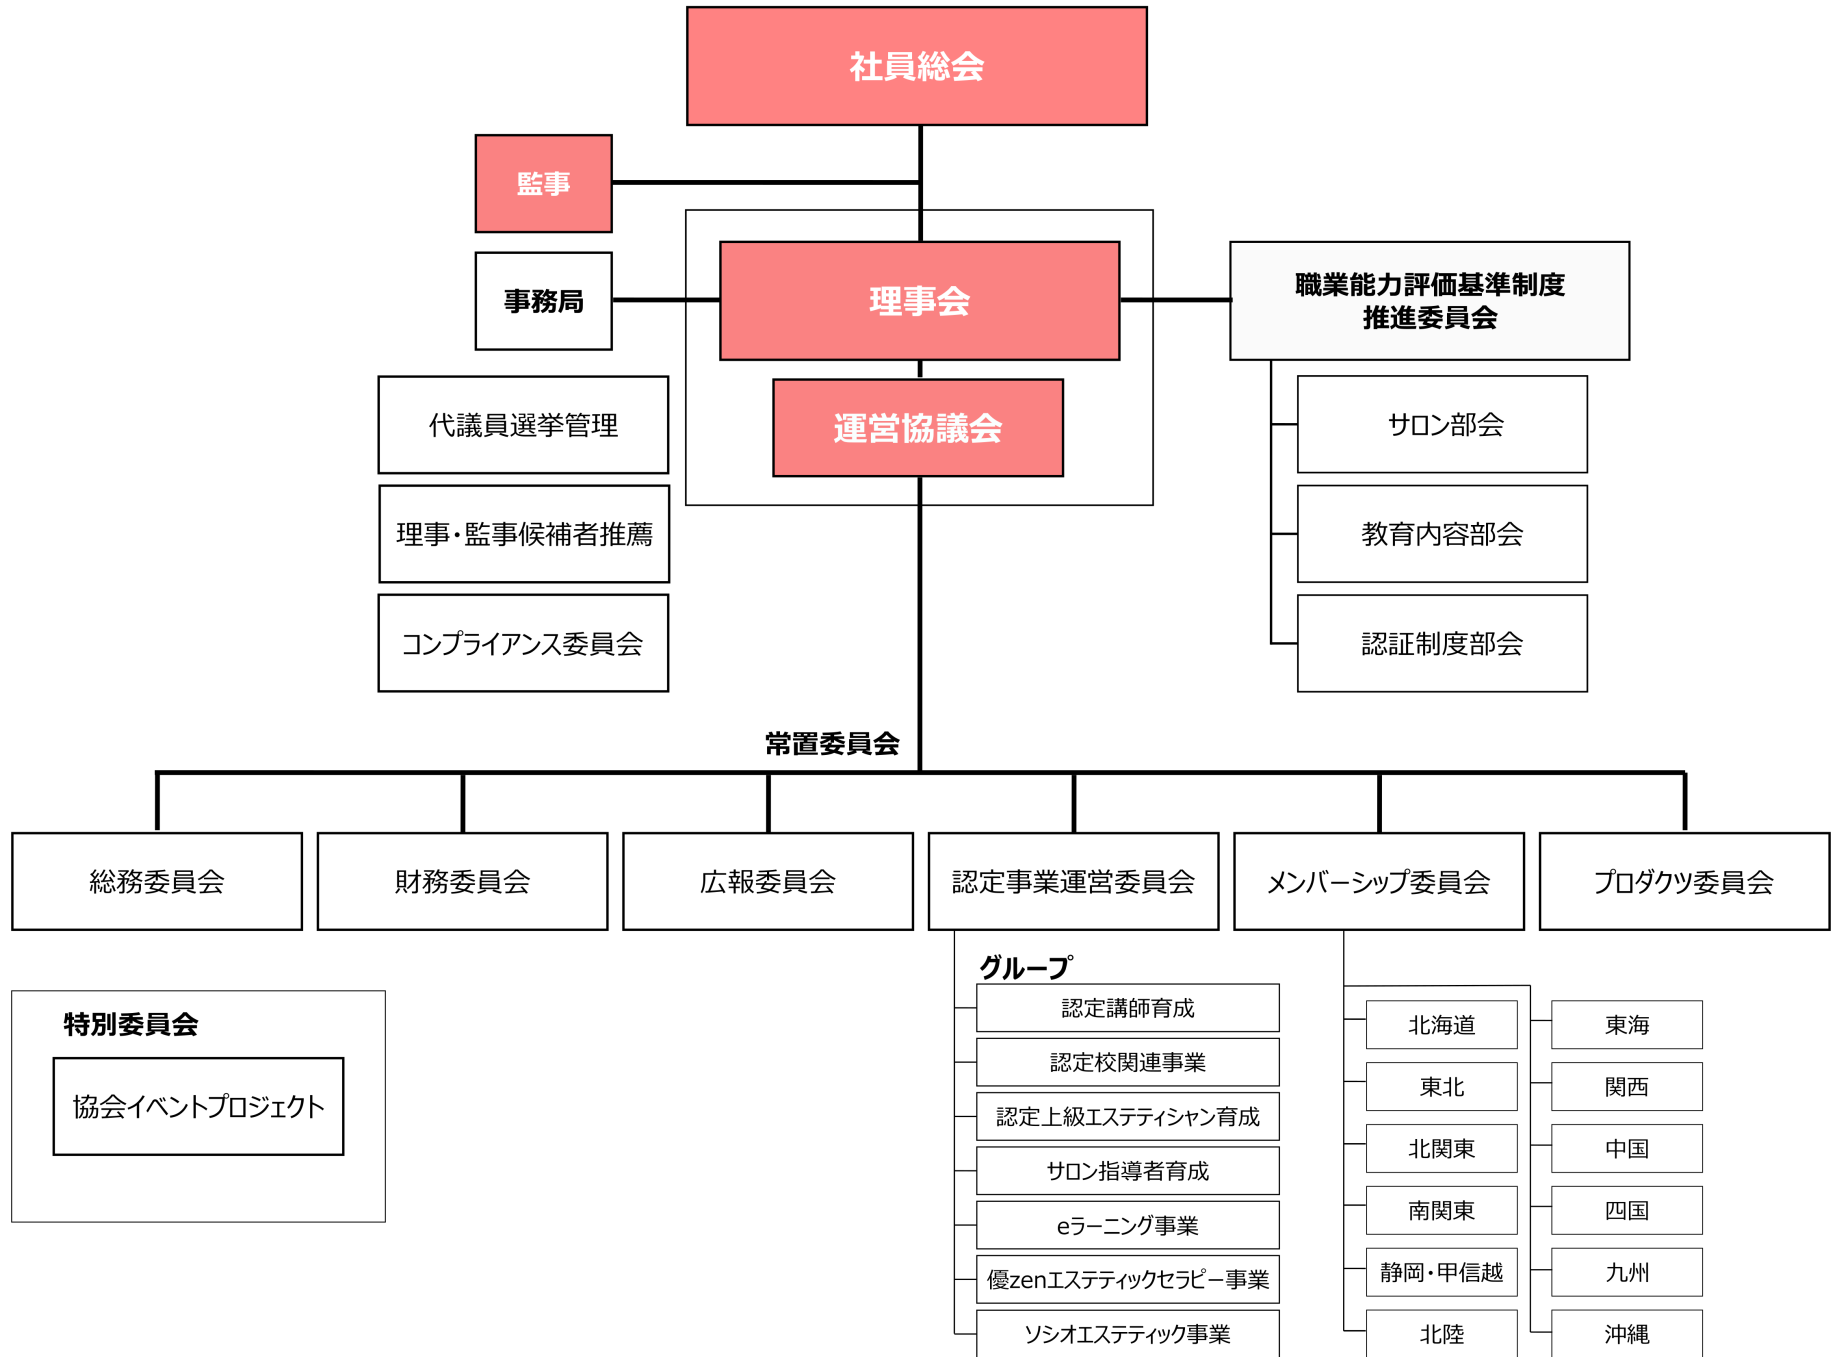 社員総会
監事
理事会
事務局
職業能力評価基準制度
推進委員会
運営協議会
代議員選挙管理
理事・監事候補者推薦
コンプライアンス委員会
サロン部会
教育内容部会
認証制度部会
常置委員会
総務委員会
財務委員会
広報委員会
認定事業運営委員会
メンバーシップ委員会
プロダクツ委員会
特別委員会
協会イベントプロジェクト
グループ
認定講師育成
認定校関連事業
認定上級エステティシャン育成
サロン指導者育成
eラーニング事業
優zenエステティックセラピー事業
ソシオエステティック事業
北海道
東北
北関東
南関東
静岡・甲信越
北陸
東海
関西
中国
四国
九州
沖縄